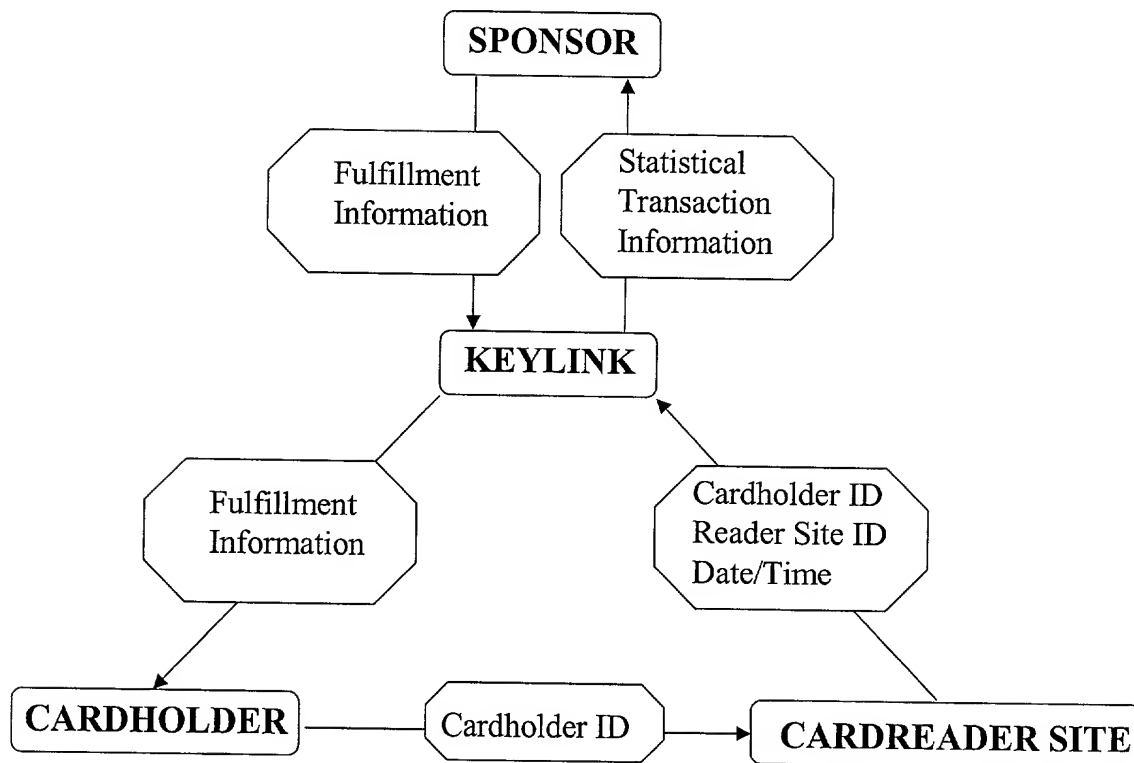 SPONSOR
Fulfillment
Information
Statistical
Transaction
Information
KEYLINK
Fulfillment
Information
Cardholder ID
Reader Site ID
Date/Time
CARDHOLDER
Cardholder ID
CARDREADER SITE